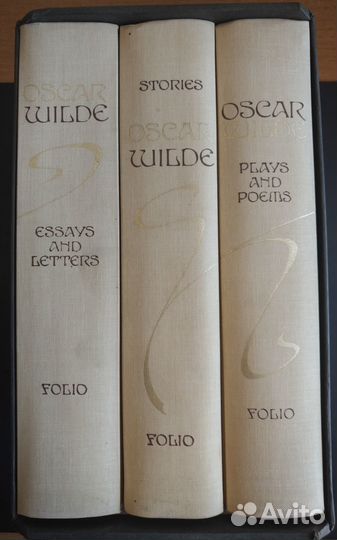 OSCAR
WILDE
ESSAYS
AND
LETTERS
FOLIO
STORIES
OSCAR
WILDE
FOLIO
OSCAR
WILDE
PLAYS
AND
POEMS
FOLIO
Avito